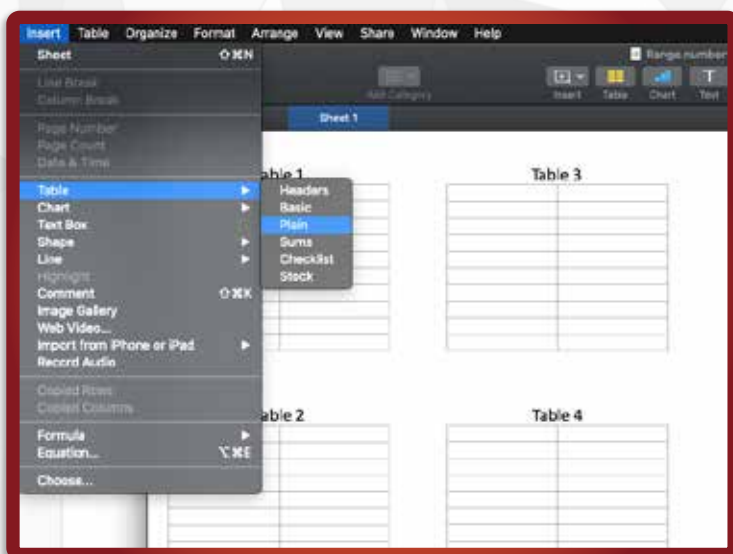 Insert Table Organize Format Arrange View Share Window Help
Sheet ⇧⌘N
Line Break
Column Break
Page Number
Page Count
Date & Time
Table
Chart
Text Box
Shape
Line
Highlight
Comment ⇧⌘K
Image Gallery
Web Video...
Import from iPhone or iPad
Record Audio
Copied Rows
Copied Columns
Formula
Equation... ⌥⌘E
Choose...
Headers
Basic
Plain
Sums
Checklist
Stock
Range number
Add Category
Insert Table Chart Text
Sheet 1
able 1
Table 3
able 2
Table 4